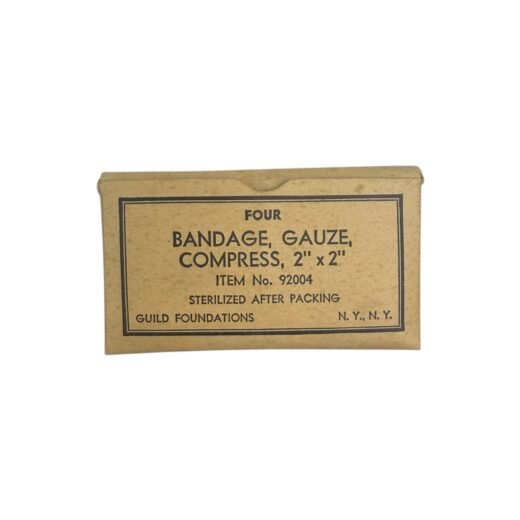 FOUR
BANDAGE, GAUZE,
COMPRESS, 2" x 2"
ITEM No. 92004
STERILIZED AFTER PACKING
GUILD FOUNDATIONS N. Y., N. Y.